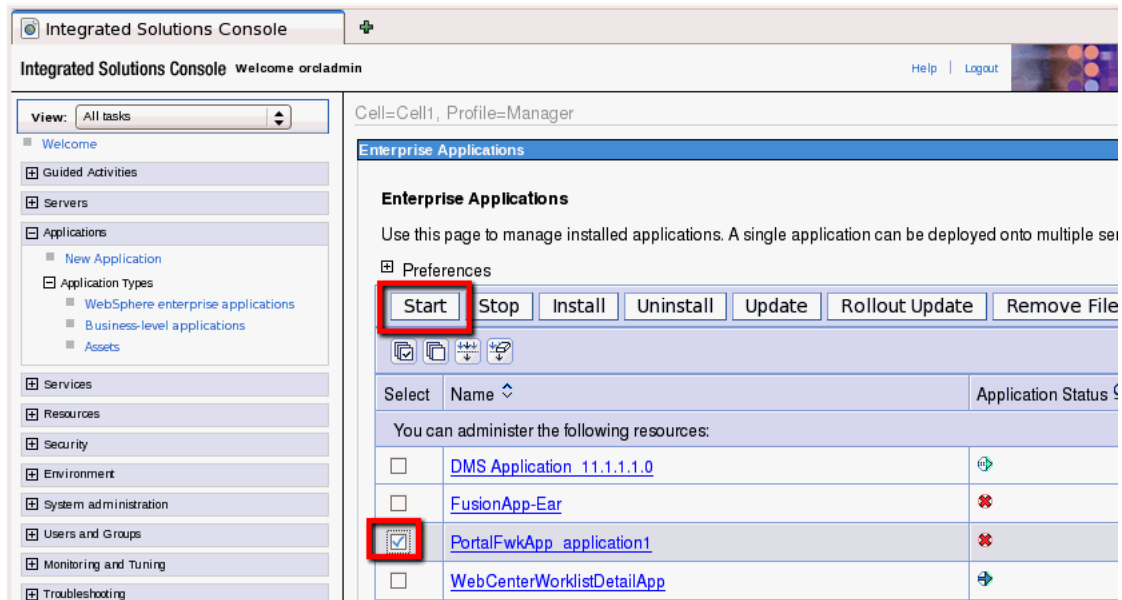 Integrated Solutions Console
Integrated Solutions Console Welcome orcladmin
Help | Logout
View: All tasks
Welcome
Guided Activities
Servers
Applications
New Application
Application Types
WebSphere enterprise applications
Business-level applications
Assets
Services
Resources
Security
Environment
System administration
Users and Groups
Monitoring and Tuning
Troubleshooting
Cell=Cell1, Profile=Manager
Enterprise Applications
Enterprise Applications
Use this page to manage installed applications. A single application can be deployed onto multiple
Preferences
Start Stop Install Uninstall Update Rollout Update Remove File
Select Name Application Status
You can administer the following resources:
DMS Application 11.1.1.1.0
FusionApp-Ear
PortalFwkApp application1
WebCenterWorklistDetailApp